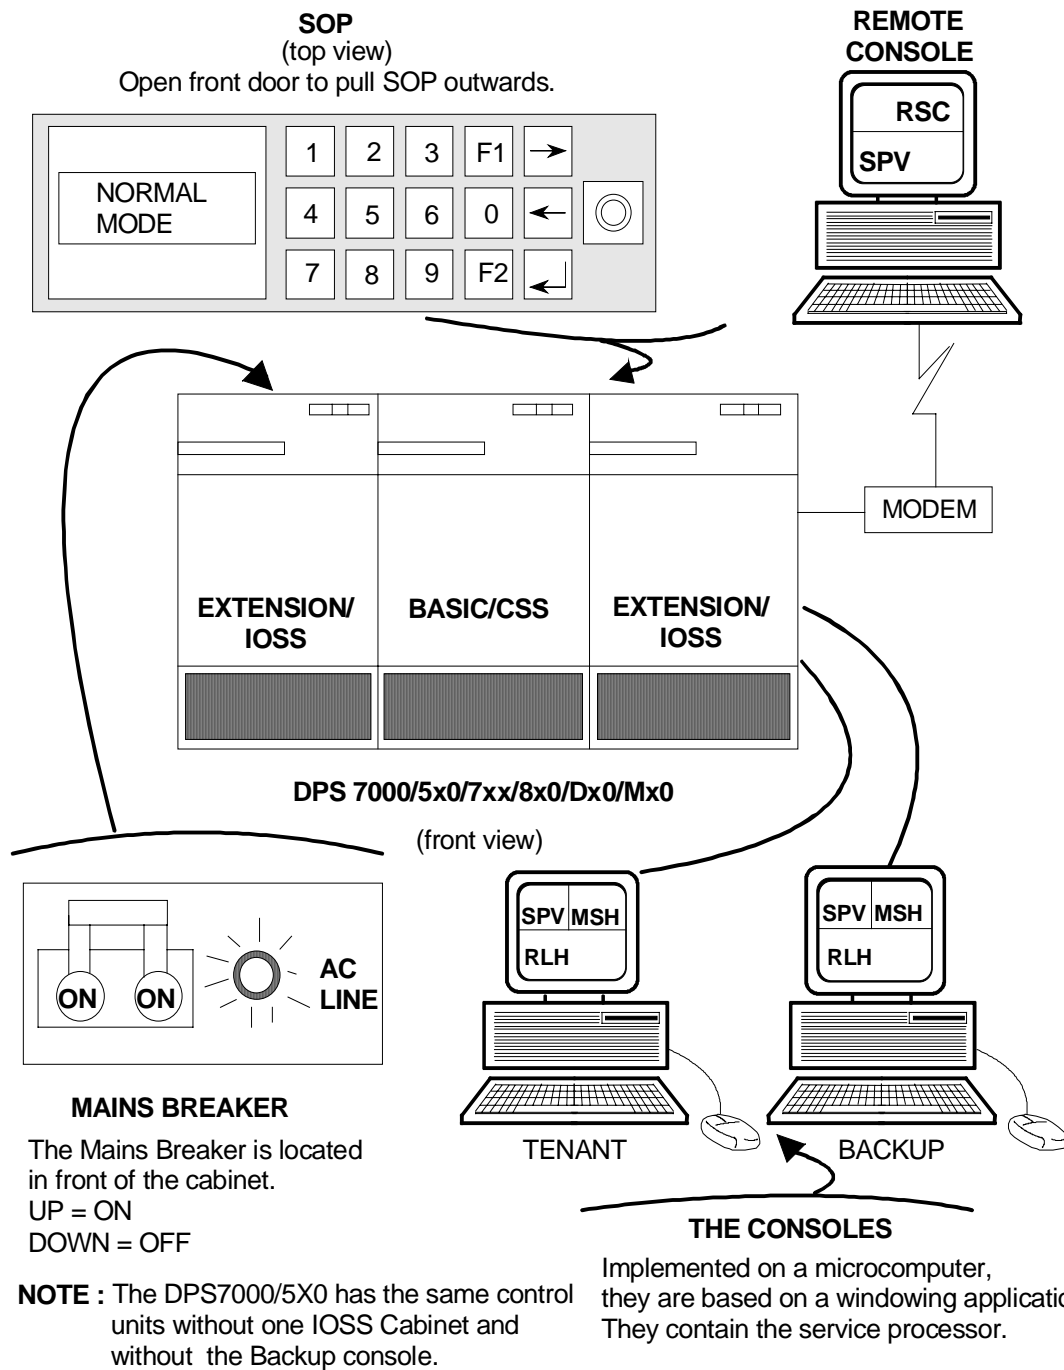 SOP
(top view)
Open front door to pull SOP outwards.
REMOTE
CONSOLE
RSC
SPV
NORMAL
MODE
1 2 3 F1
4 5 6 0
7 8 9 F2
MODEM
EXTENSION/
IOSS
BASIC/CSS
EXTENSION/
IOSS
DPS 7000/5x0/7xx/8x0/Dx0/Mx0
(front view)
ON ON
AC
LINE
SPV MSH
RLH
SPV MSH
RLH
MAINS BREAKER
The Mains Breaker is located
in front of the cabinet.
UP = ON
DOWN = OFF
TENANT
BACKUP
THE CONSOLES
Implemented on a microcomputer,
they are based on a windowing applicatio
They contain the service processor.
NOTE : The DPS7000/5X0 has the same control
units without one IOSS Cabinet and
without the Backup console.